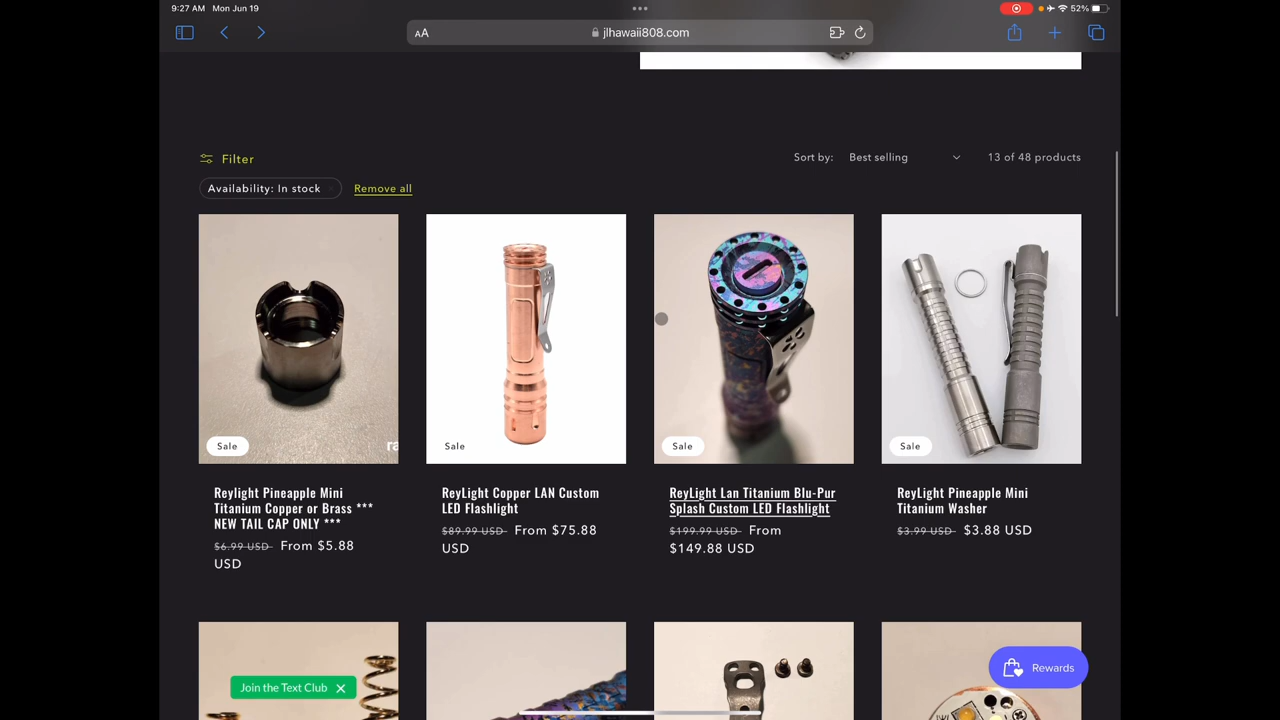 9:27 AM Mon Jun 19
52%
AA
jlhawaii808.com
Filter
Sort by:
Best selling
13 of 48 products
Availability: In stock
Remove all
Sale
Sale
Sale
Sale
Reylight Pineapple Mini
Titanium Copper or Brass ***
NEW TAIL CAP ONLY ***
$6.99 USD From $5.88
USD
ReyLight Copper LAN Custom
LED Flashlight
$89.99 USD From $75.88
USD
ReyLight Lan Titanium Blu-Pur
Splash Custom LED Flashlight
$199.99 USD From
$149.88 USD
ReyLight Pineapple Mini
Titanium Washer
$3.99 USD $3.88 USD
Join the Text Club
Rewards